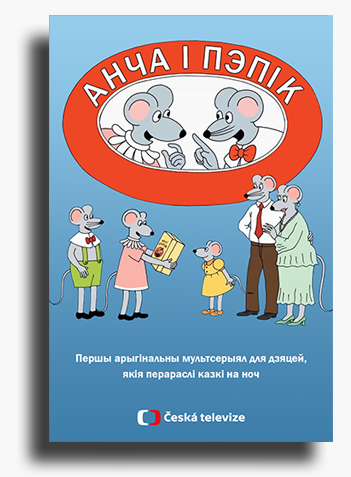 АНЧА І ПЭПІК
Першы арыгінальны мультсерыял для дзяцей,
якія перараслі казкі на ноч
Česká televize